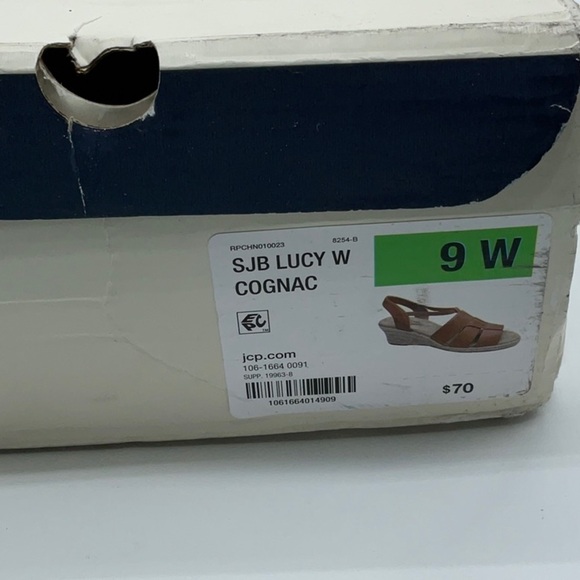 RPCHN010023 8254-B
SJB LUCY W
COGNAC
9 W
jcp.com
106-1664 0091
SUPP. 19963-8
1061664014909
$70